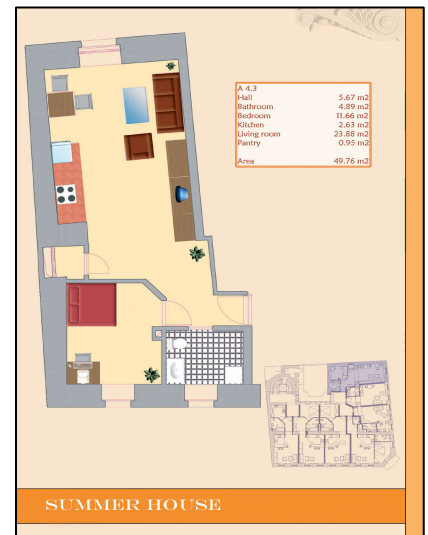 A 4.3
Hall 5.67 m2
Bathroom 4.89 m2
Bedroom 11.66 m2
Kitchen 2.63 m2
Living room 23.88 m2
Pantry 0.95 m2
Area 49.76 m2
SUMMER HOUSE